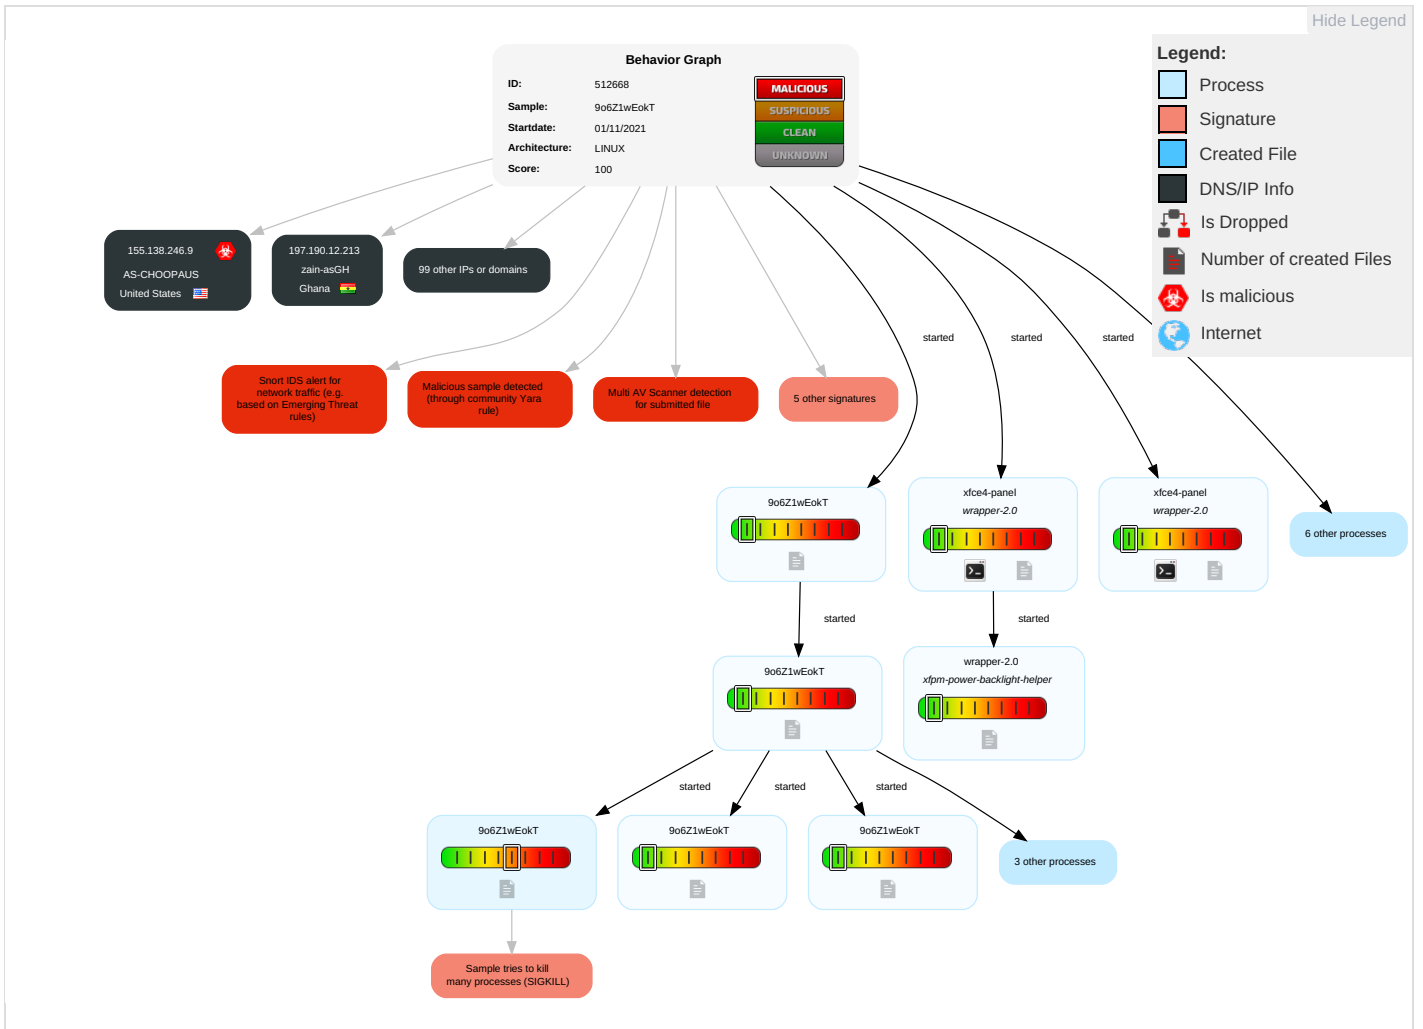 Hide Legend
Legend:
Process
Signature
Created File
DNS/IP Info
Is Dropped
Number of created Files
Is malicious
Internet
Behavior Graph
ID: 512668
Sample: 9o6Z1wEokT
Startdate: 01/11/2021
Architecture: LINUX
Score: 100
MALICIOUS
SUSPICIOUS
CLEAN
UNKNOWN
155.138.246.9
AS-CHOOPAUS
United States
197.190.12.213
zain-asGH
Ghana
99 other IPs or domains
started
started
started
Snort IDS alert for
network traffic (e.g.
based on Emerging Threat
rules)
Malicious sample detected
(through community Yara
rule)
Multi AV Scanner detection
for submitted file
5 other signatures
9o6Z1wEokT
xfce4-panel
wrapper-2.0
xfce4-panel
wrapper-2.0
6 other processes
started
started
9o6Z1wEokT
wrapper-2.0
xfpm-power-backlight-helper
started
started
started
9o6Z1wEokT
9o6Z1wEokT
9o6Z1wEokT
3 other processes
Sample tries to kill
many processes (SIGKILL)